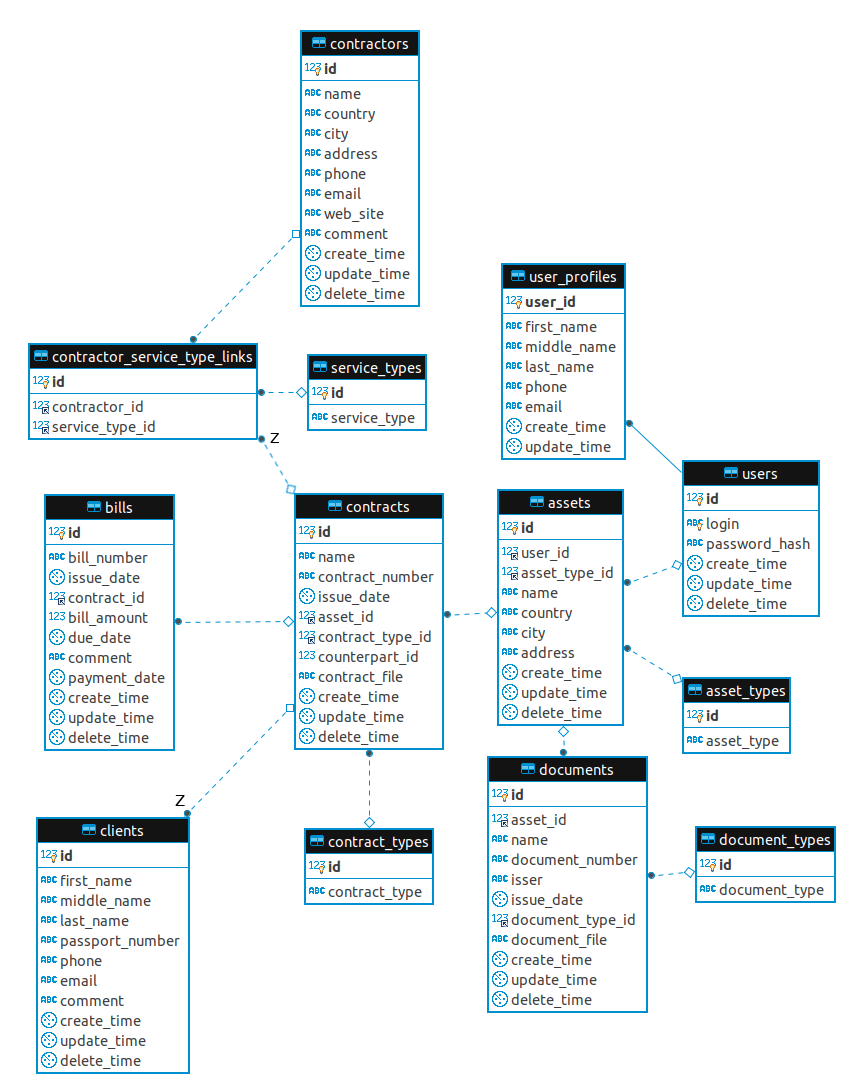 contractors
id
name
country
city
address
phone
email
web_site
comment
create_time
update_time
delete_time
user_profiles
user_id
first_name
middle_name
last_name
phone
email
create_time
update_time
contractor_service_type_links
id
contractor_id
service_type_id
Z
service_types
id
service_type
users
id
login
password_hash
create_time
update_time
delete_time
bills
id
bill_number
issue_date
contract_id
bill_amount
due_date
comment
payment_date
create_time
update_time
delete_time
contracts
id
name
contract_number
issue_date
asset_id
contract_type_id
counterpart_id
contract_file
create_time
update_time
delete_time
assets
id
user_id
asset_type_id
name
country
city
address
create_time
update_time
delete_time
asset_types
id
asset_type
Z
clients
id
first_name
middle_name
last_name
passport_number
phone
email
comment
create_time
update_time
delete_time
contract_types
id
contract_type
documents
id
asset_id
name
document_number
isser
issue_date
document_type_id
document_file
create_time
update_time
delete_time
document_types
id
document_type